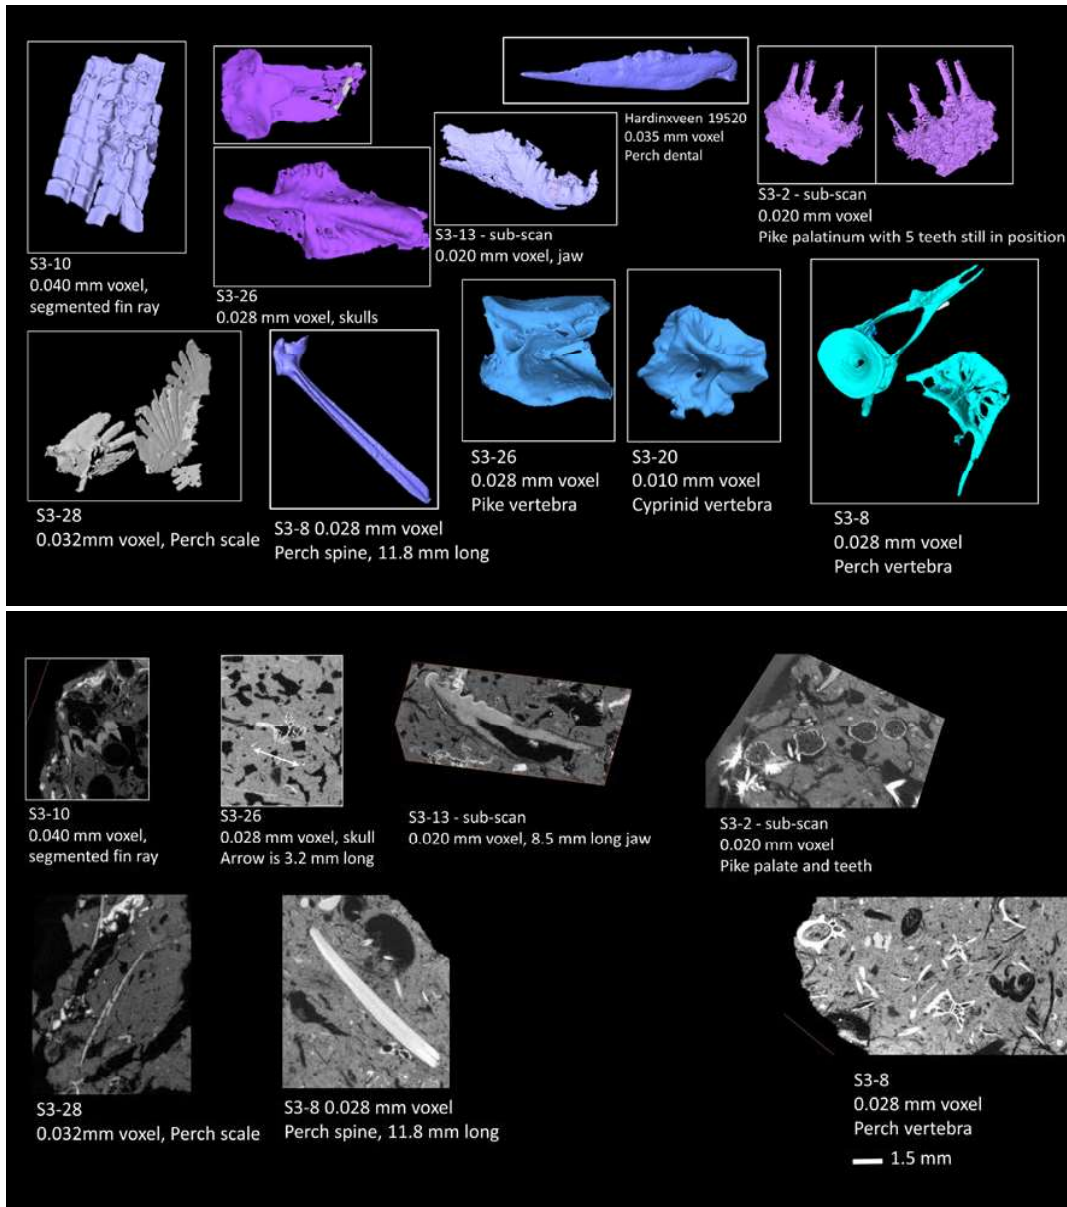 Hardinxveen 19520
0.035 mm voxel
Perch dental
S3-10
0.040 mm voxel,
segmented fin ray
S3-26
0.028 mm voxel, skulls
S3-13 - sub-scan
0.020 mm voxel, jaw
S3-2 - sub-scan
0.020 mm voxel
Pike palatinum with 5 teeth still in position
S3-28
0.032mm voxel, Perch scale
S3-8 0.028 mm voxel
Perch spine, 11.8 mm long
S3-26
0.028 mm voxel
Pike vertebra
S3-20
0.010 mm voxel
Cyprinid vertebra
S3-8
0.028 mm voxel
Perch vertebra
S3-10
0.040 mm voxel,
segmented fin ray
S3-26
0.028 mm voxel, skull
Arrow is 3.2 mm long
S3-13 - sub-scan
0.020 mm voxel, 8.5 mm long jaw
S3-2 - sub-scan
0.020 mm voxel
Pike palate and teeth
S3-28
0.032mm voxel, Perch scale
S3-8 0.028 mm voxel
Perch spine, 11.8 mm long
S3-8
0.028 mm voxel
Perch vertebra
1.5 mm